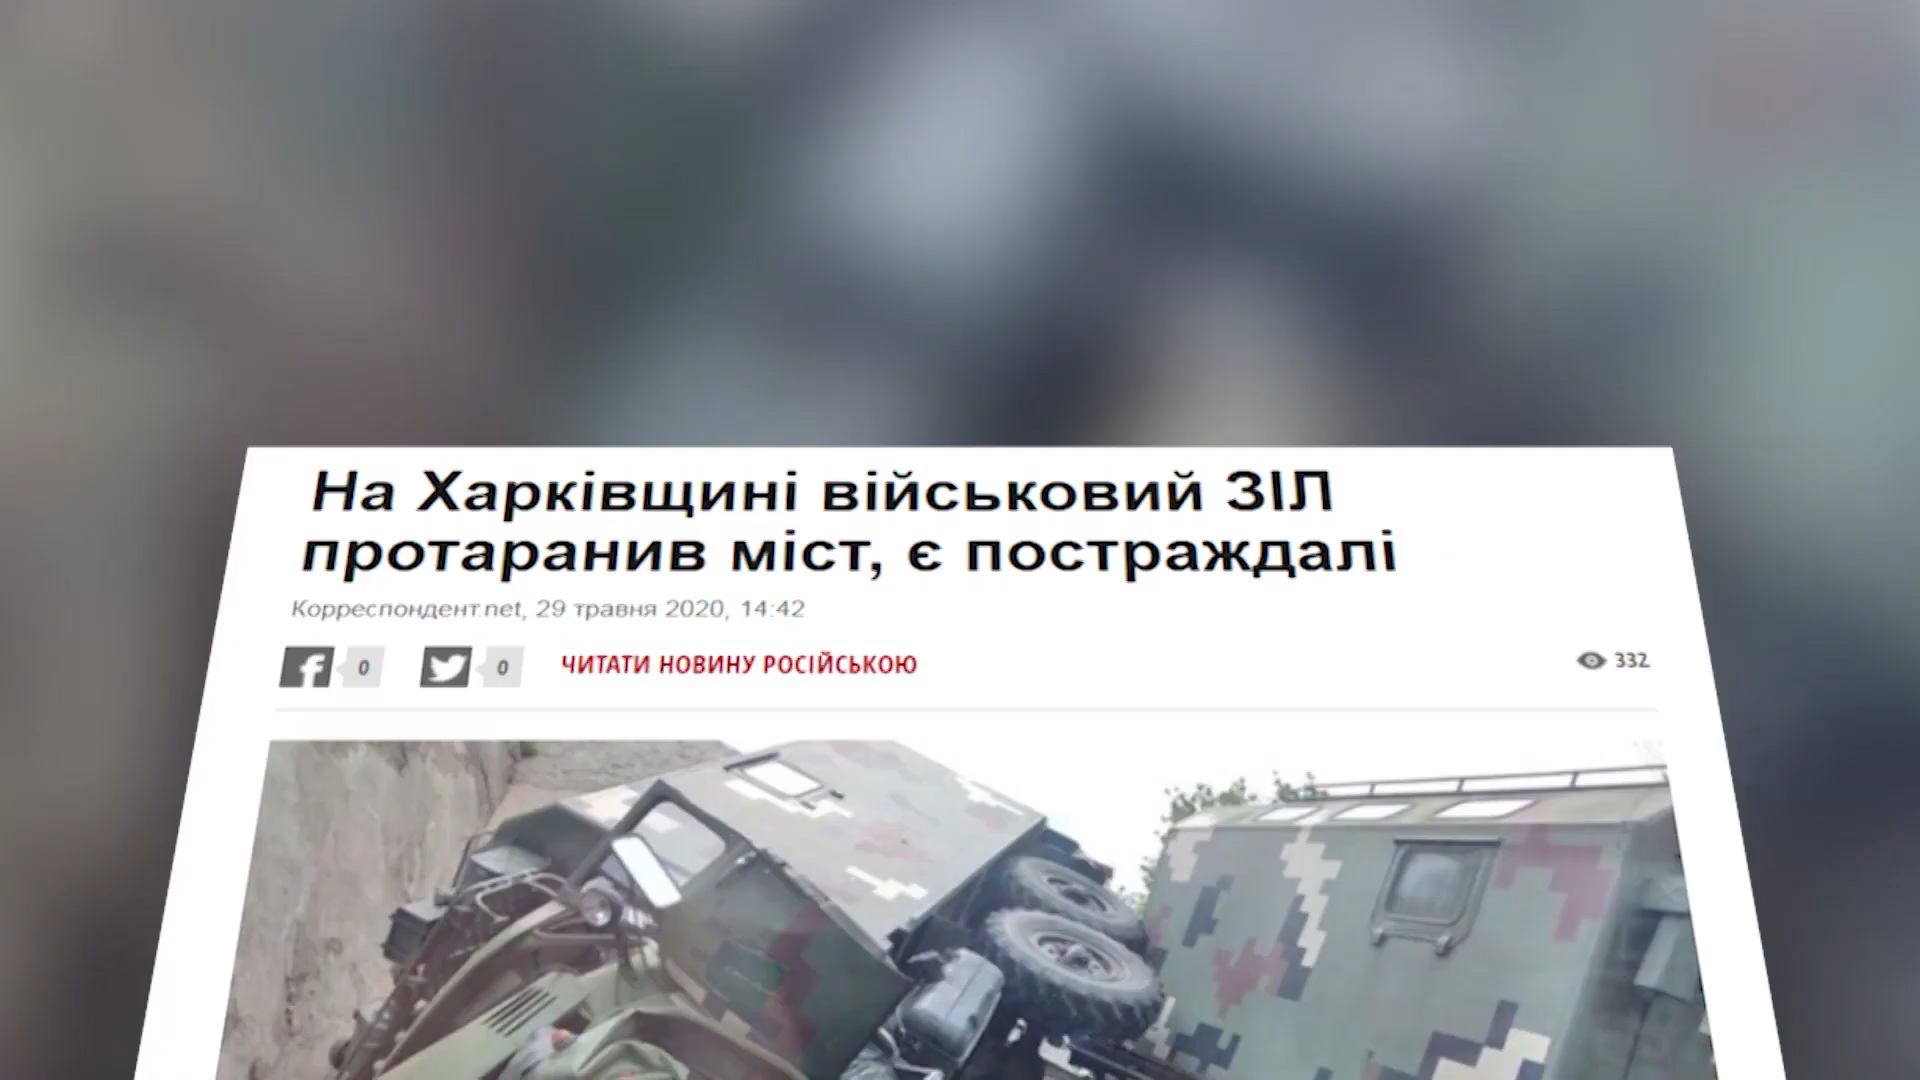 На Харківщині військовий ЗІЛ
протаранив міст, є постраждалі
Корреспондент.net, 29 травня 2020, 14:42
0 0 ЧИТАТИ НОВИНУ РОСІЙСЬКОЮ 332